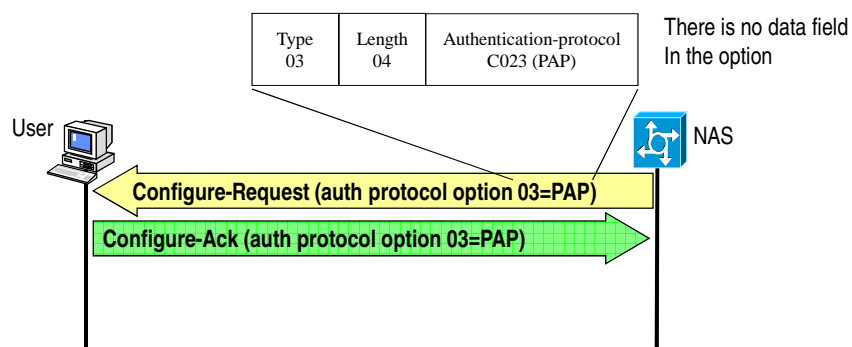 Type
03
Length
04
Authentication-protocol
C023 (PAP)
There is no data field
In the option
User
NAS
Configure-Request (auth protocol option 03=PAP)
Configure-Ack (auth protocol option 03=PAP)